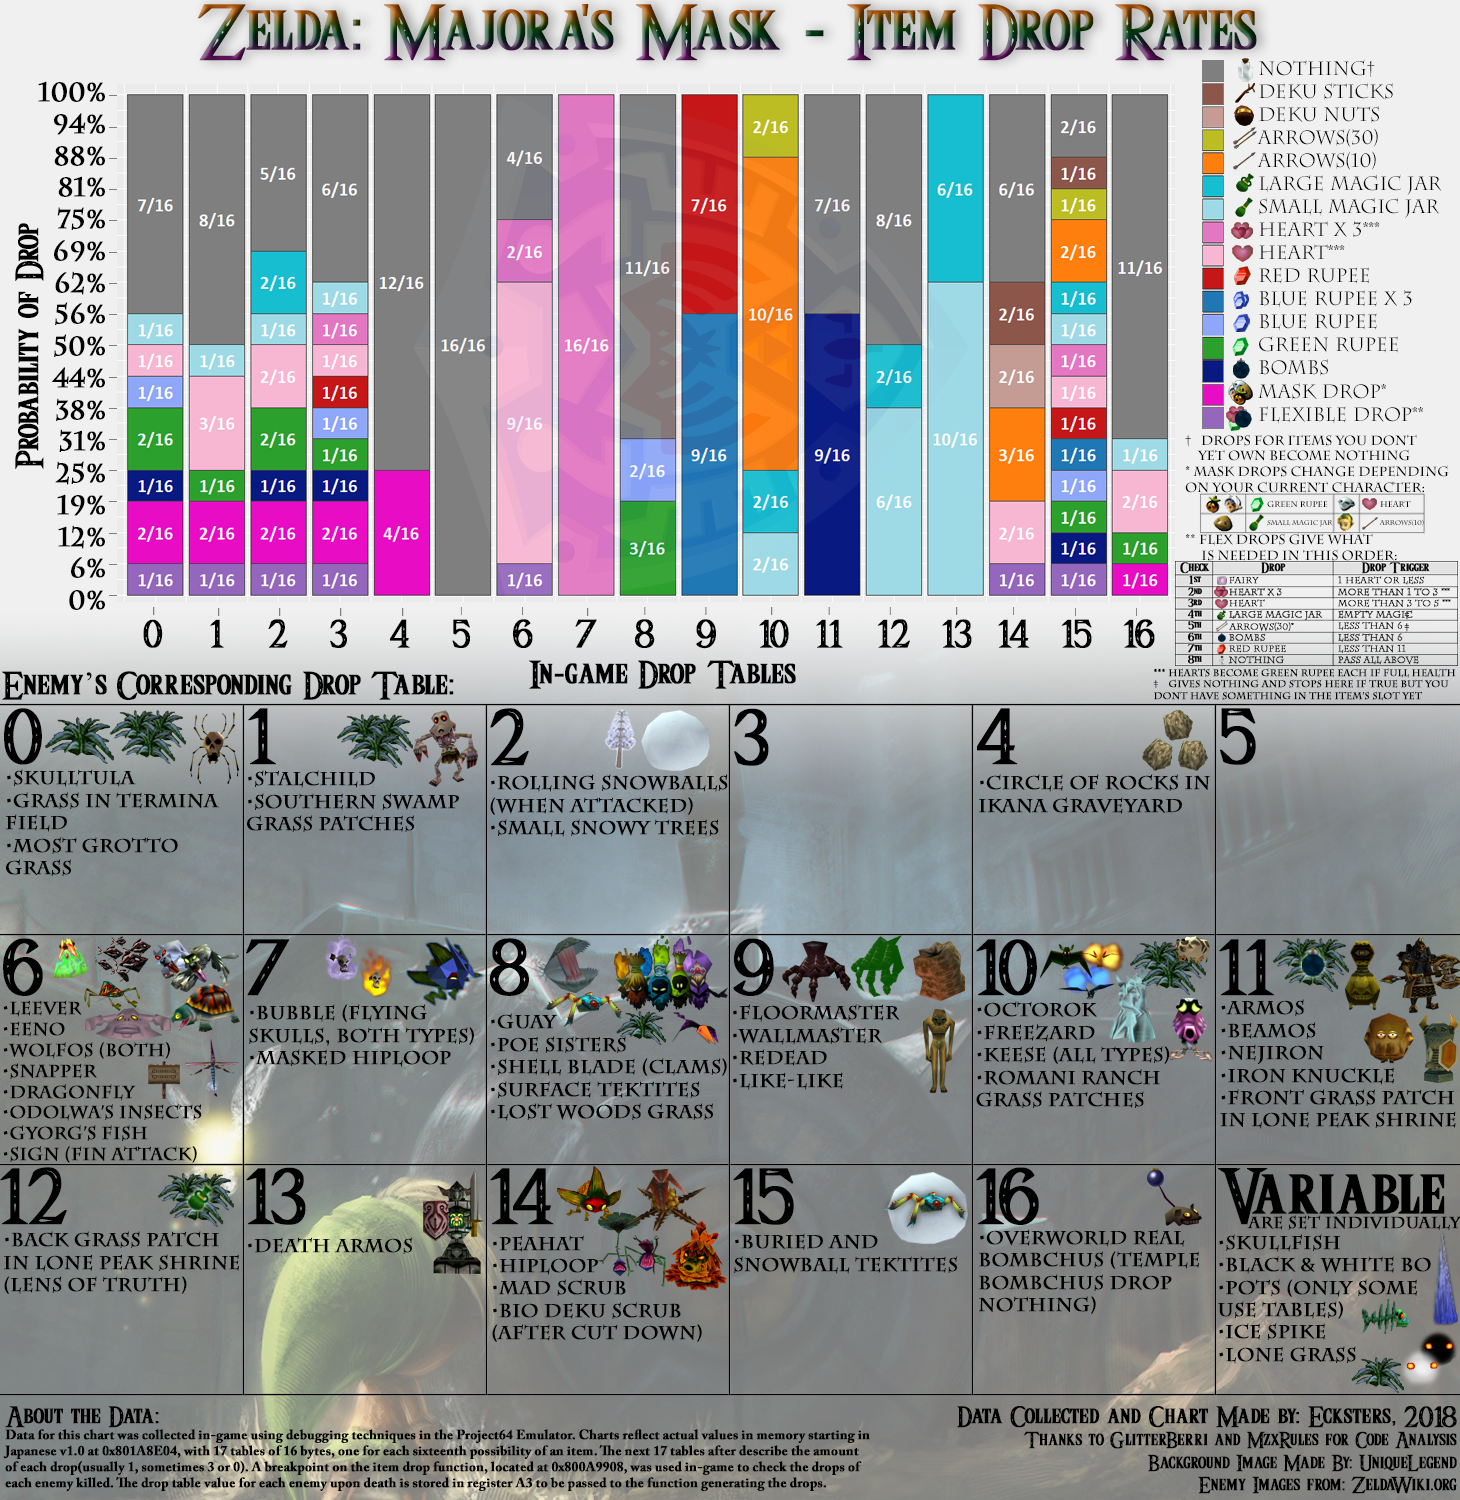 Zelda: Majora's Mask - Item Drop Rates
Probability of Drop
100%
94%
88%
81%
75%
69%
62%
56%
50%
44%
38%
31%
25%
19%
12%
6%
0%
7/16
1/16
1/16
1/16
2/16
1/16
2/16
1/16
8/16
1/16
3/16
1/16
2/16
1/16
5/16
2/16
1/16
2/16
2/16
1/16
2/16
1/16
6/16
1/16
1/16
1/16
1/16
1/16
1/16
1/16
2/16
1/16
12/16
4/16
16/16
4/16
2/16
9/16
1/16
16/16
11/16
2/16
3/16
7/16
9/16
2/16
10/16
2/16
2/16
7/16
9/16
8/16
2/16
6/16
6/16
10/16
6/16
2/16
2/16
3/16
2/16
1/16
2/16
1/16
1/16
2/16
1/16
1/16
1/16
1/16
1/16
1/16
1/16
1/16
1/16
1/16
11/16
1/16
2/16
1/16
1/16
0 1 2 3 4 5 6 7 8 9 10 11 12 13 14 15 16
In-game Drop Tables
Nothing†
Deku Sticks
Deku Nuts
Arrows(30)
Arrows(10)
Large Magic Jar
Small Magic Jar
Heart x 3***
Heart***
Red Rupee
Blue Rupee x 3
Blue Rupee
Green Rupee
Bombs
Mask Drop*
Flexible Drop**
† Drops for items you dont
yet own become nothing
* Mask drops change depending
on your current character:
Green Rupee Heart
Small Magic Jar Arrows(10)
** Flex drops give what
is needed in this order:
Check Drop Drop Trigger
1st Fairy 1 Heart or less
2nd Heart x 3 More than 1 to 3 ***
3rd Heart More than 3 to 5 ***
4th Large Magic Jar Empty Magic‡
5th Arrows(30)* Less than 6 ‡
6th Bombs Less than 6
7th Red Rupee Less than 11
8th Nothing Pass all above
*** Hearts become green rupee each if full health
‡ Gives nothing and stops here if true but you
dont have something in the item's slot yet
Enemy's Corresponding Drop Table:
0
·Skulltula
·Grass in Termina
Field
·Most Grotto
Grass
1
·Stalchild
·Southern Swamp
Grass Patches
2
·Rolling Snowballs
(when attacked)
·Small Snowy Trees
3
4
·Circle of Rocks in
Ikana Graveyard
5
6
·Leever
·Eeno
·Wolfos (both)
·Snapper
·Dragonfly
·Odolwa's Insects
·Gyorg's Fish
·Sign (Fin Attack)
7
·Bubble (Flying
Skulls, both types)
·Masked Hiploop
8
·Guay
·Poe Sisters
·Shell Blade (clams)
·Surface Tektites
·Lost Woods Grass
9
·Floormaster
·Wallmaster
·Redead
·Like-Like
10
·Octorok
·Freezard
·Keese (all types)
·Romani Ranch
Grass Patches
11
·Armos
·Beamos
·Nejiron
·Iron Knuckle
·Front Grass Patch
in Lone Peak Shrine
12
·Back Grass Patch
in Lone Peak Shrine
(Lens of Truth)
13
·Death Armos
14
·Peahat
·Hiploop
·Mad Scrub
·Bio Deku Scrub
(after cut down)
15
·Buried and
Snowball Tektites
16
·Overworld Real
Bombchus (Temple
Bombchus Drop
Nothing)
Variable
are set individually
·Skullfish
·Black & White Bo
·Pots (only some
use tables)
·Ice Spike
·Lone Grass
About the Data:
Data for this chart was collected in-game using debugging techniques in the Project64 Emulator. Charts reflect actual values in memory starting in
Japanese v1.0 at 0x801A8E04, with 17 tables of 16 bytes, one for each sixteenth possibility of an item. The next 17 tables after describe the amount
of each drop(usually 1, sometimes 3 or 0). A breakpoint on the item drop function, located at 0x800A9908, was used in-game to check the drops of
each enemy killed. The drop table value for each enemy upon death is stored in register A3 to be passed to the function generating the drops.
Data Collected and Chart Made by: Ecksters, 2018
Thanks to GlitterBerri and MzxRules for Code Analysis
Background Image Made By: UniqueLegend
Enemy Images from: ZeldaWiki.org